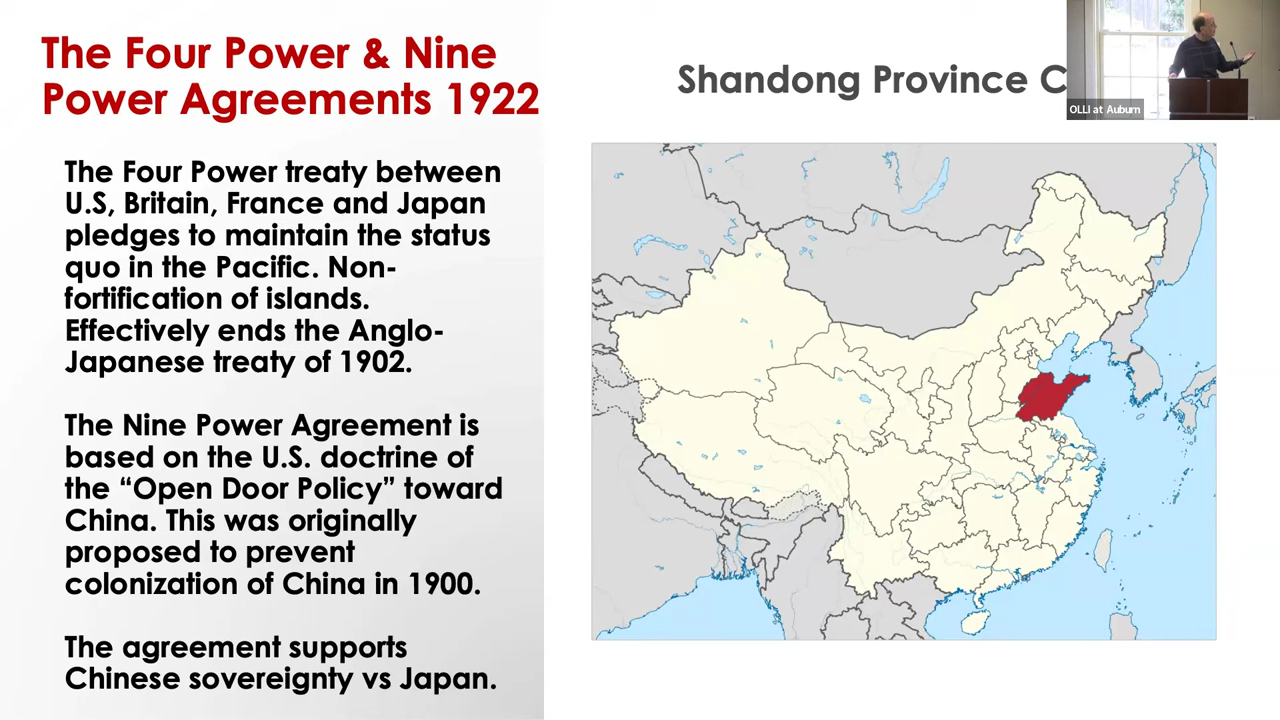 The Four Power & Nine
Power Agreements 1922
The Four Power treaty between
U.S, Britain, France and Japan
pledges to maintain the status
quo in the Pacific. Non-
fortification of islands.
Effectively ends the Anglo-
Japanese treaty of 1902.
The Nine Power Agreement is
based on the U.S. doctrine of
the “Open Door Policy” toward
China. This was originally
proposed to prevent
colonization of China in 1900.
The agreement supports
Chinese sovereignty vs Japan.
Shandong Province C
OLLI at Auburn